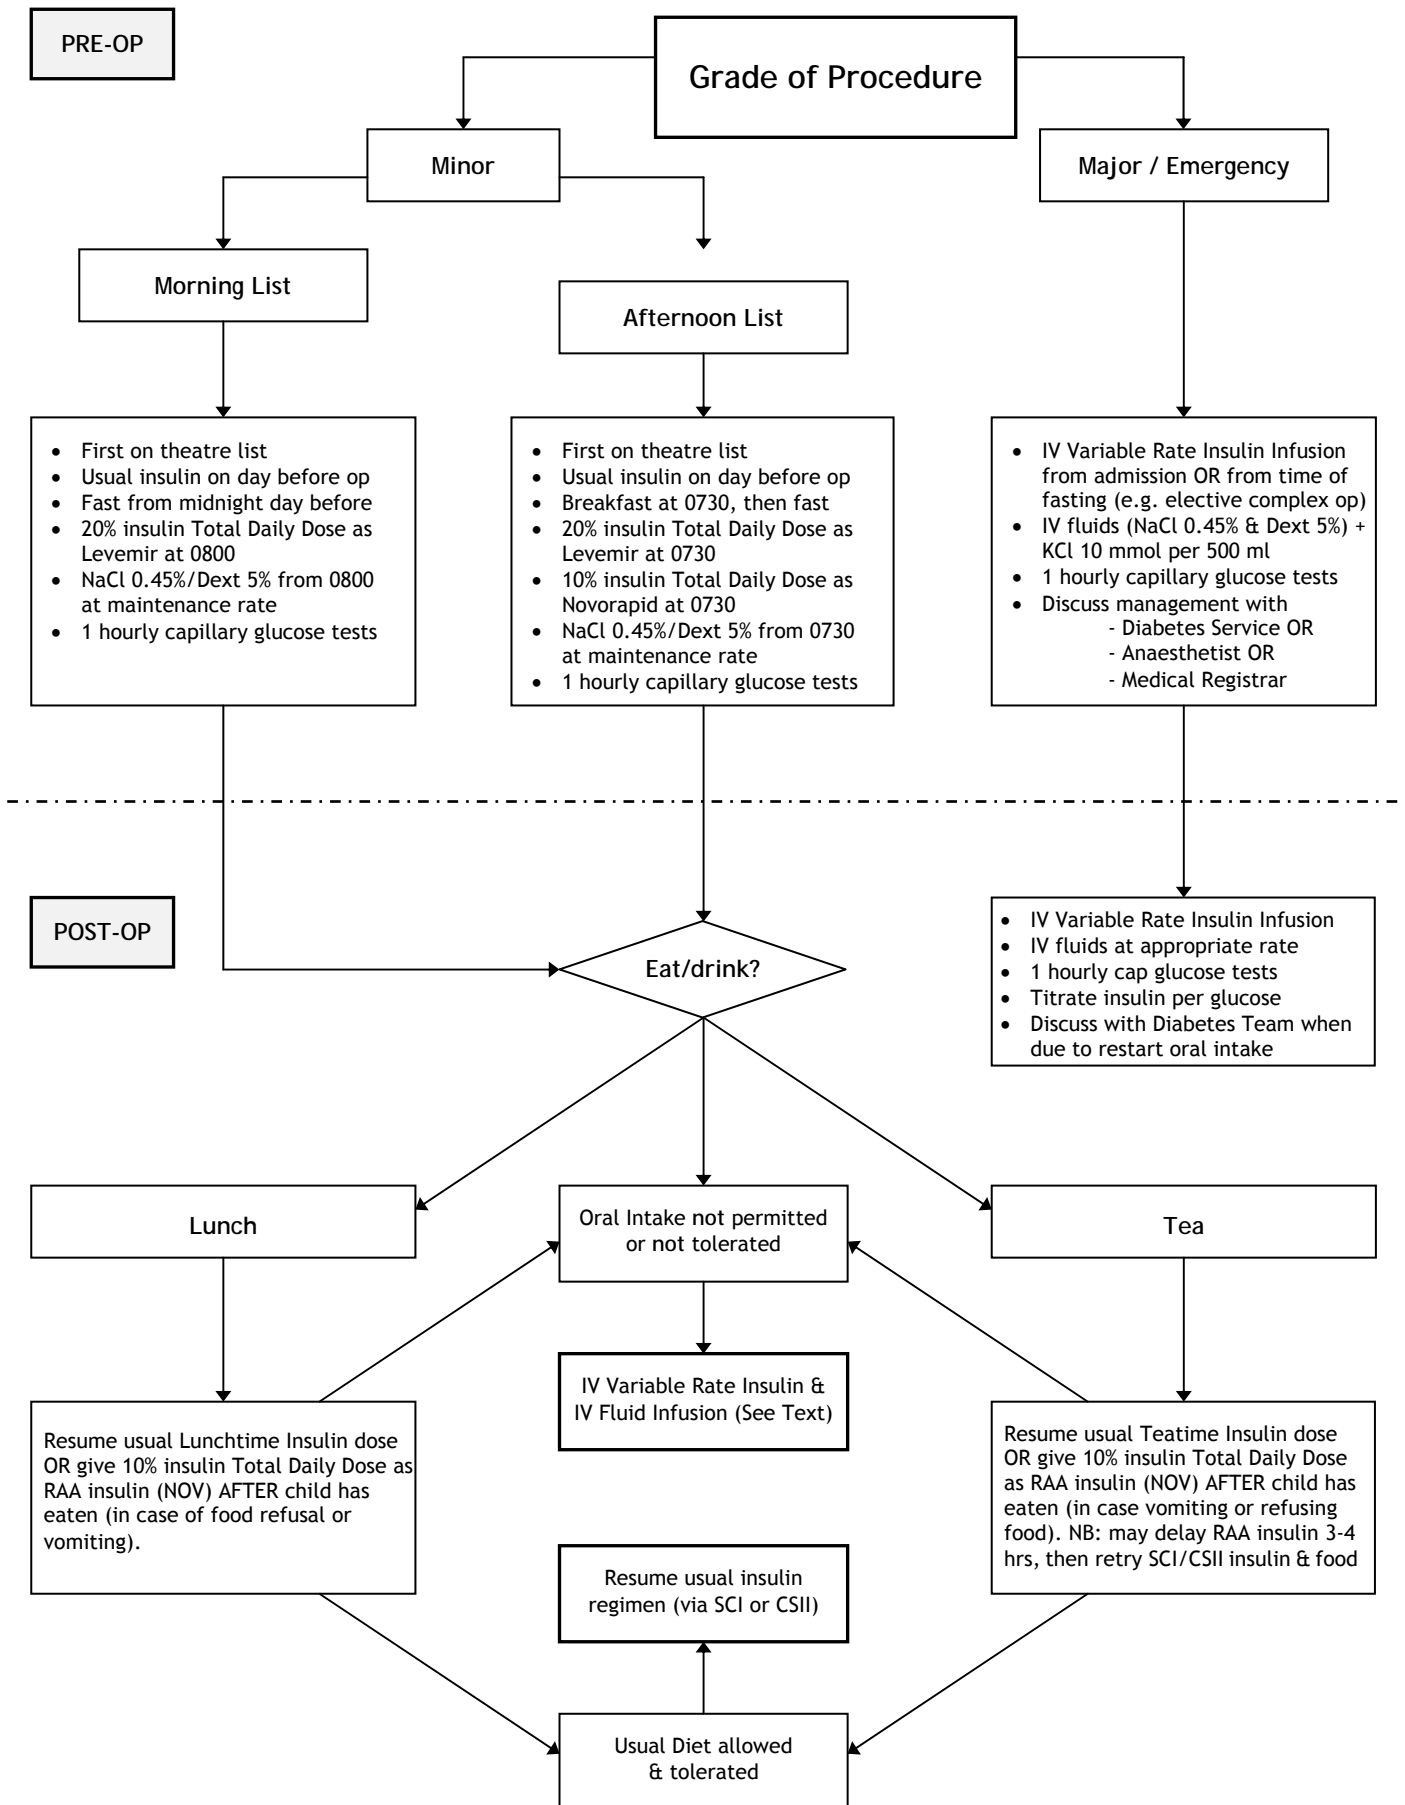 PRE-OP
Grade of Procedure
Minor
Major / Emergency
Morning List
Afternoon List
• First on theatre list
• Usual insulin on day before op
• Fast from midnight day before
• 20% insulin Total Daily Dose as
Levemir at 0800
• NaCl 0.45%/Dext 5% from 0800
at maintenance rate
• 1 hourly capillary glucose tests
• First on theatre list
• Usual insulin on day before op
• Breakfast at 0730, then fast
• 20% insulin Total Daily Dose as
Levemir at 0730
• 10% insulin Total Daily Dose as
Novorapid at 0730
• NaCl 0.45%/Dext 5% from 0730
at maintenance rate
• 1 hourly capillary glucose tests
• IV Variable Rate Insulin Infusion
from admission OR from time of
fasting (e.g. elective complex op)
• IV fluids (NaCl 0.45% & Dext 5%) +
KCl 10 mmol per 500 ml
• 1 hourly capillary glucose tests
• Discuss management with
- Diabetes Service OR
- Anaesthetist OR
- Medical Registrar
POST-OP
Eat/drink?
• IV Variable Rate Insulin Infusion
• IV fluids at appropriate rate
• 1 hourly cap glucose tests
• Titrate insulin per glucose
• Discuss with Diabetes Team when
due to restart oral intake
Lunch
Oral Intake not permitted
or not tolerated
Tea
IV Variable Rate Insulin &
IV Fluid Infusion (See Text)
Resume usual Lunchtime Insulin dose
OR give 10% insulin Total Daily Dose as
RAA insulin (NOV) AFTER child has
eaten (in case of food refusal or
vomiting).
Resume usual Teatime Insulin dose
OR give 10% insulin Total Daily Dose
as RAA insulin (NOV) AFTER child has
eaten (in case vomiting or refusing
food). NB: may delay RAA insulin 3-4
hrs, then retry SCI/CSII insulin & food
Resume usual insulin
regimen (via SCI or CSII)
Usual Diet allowed
& tolerated